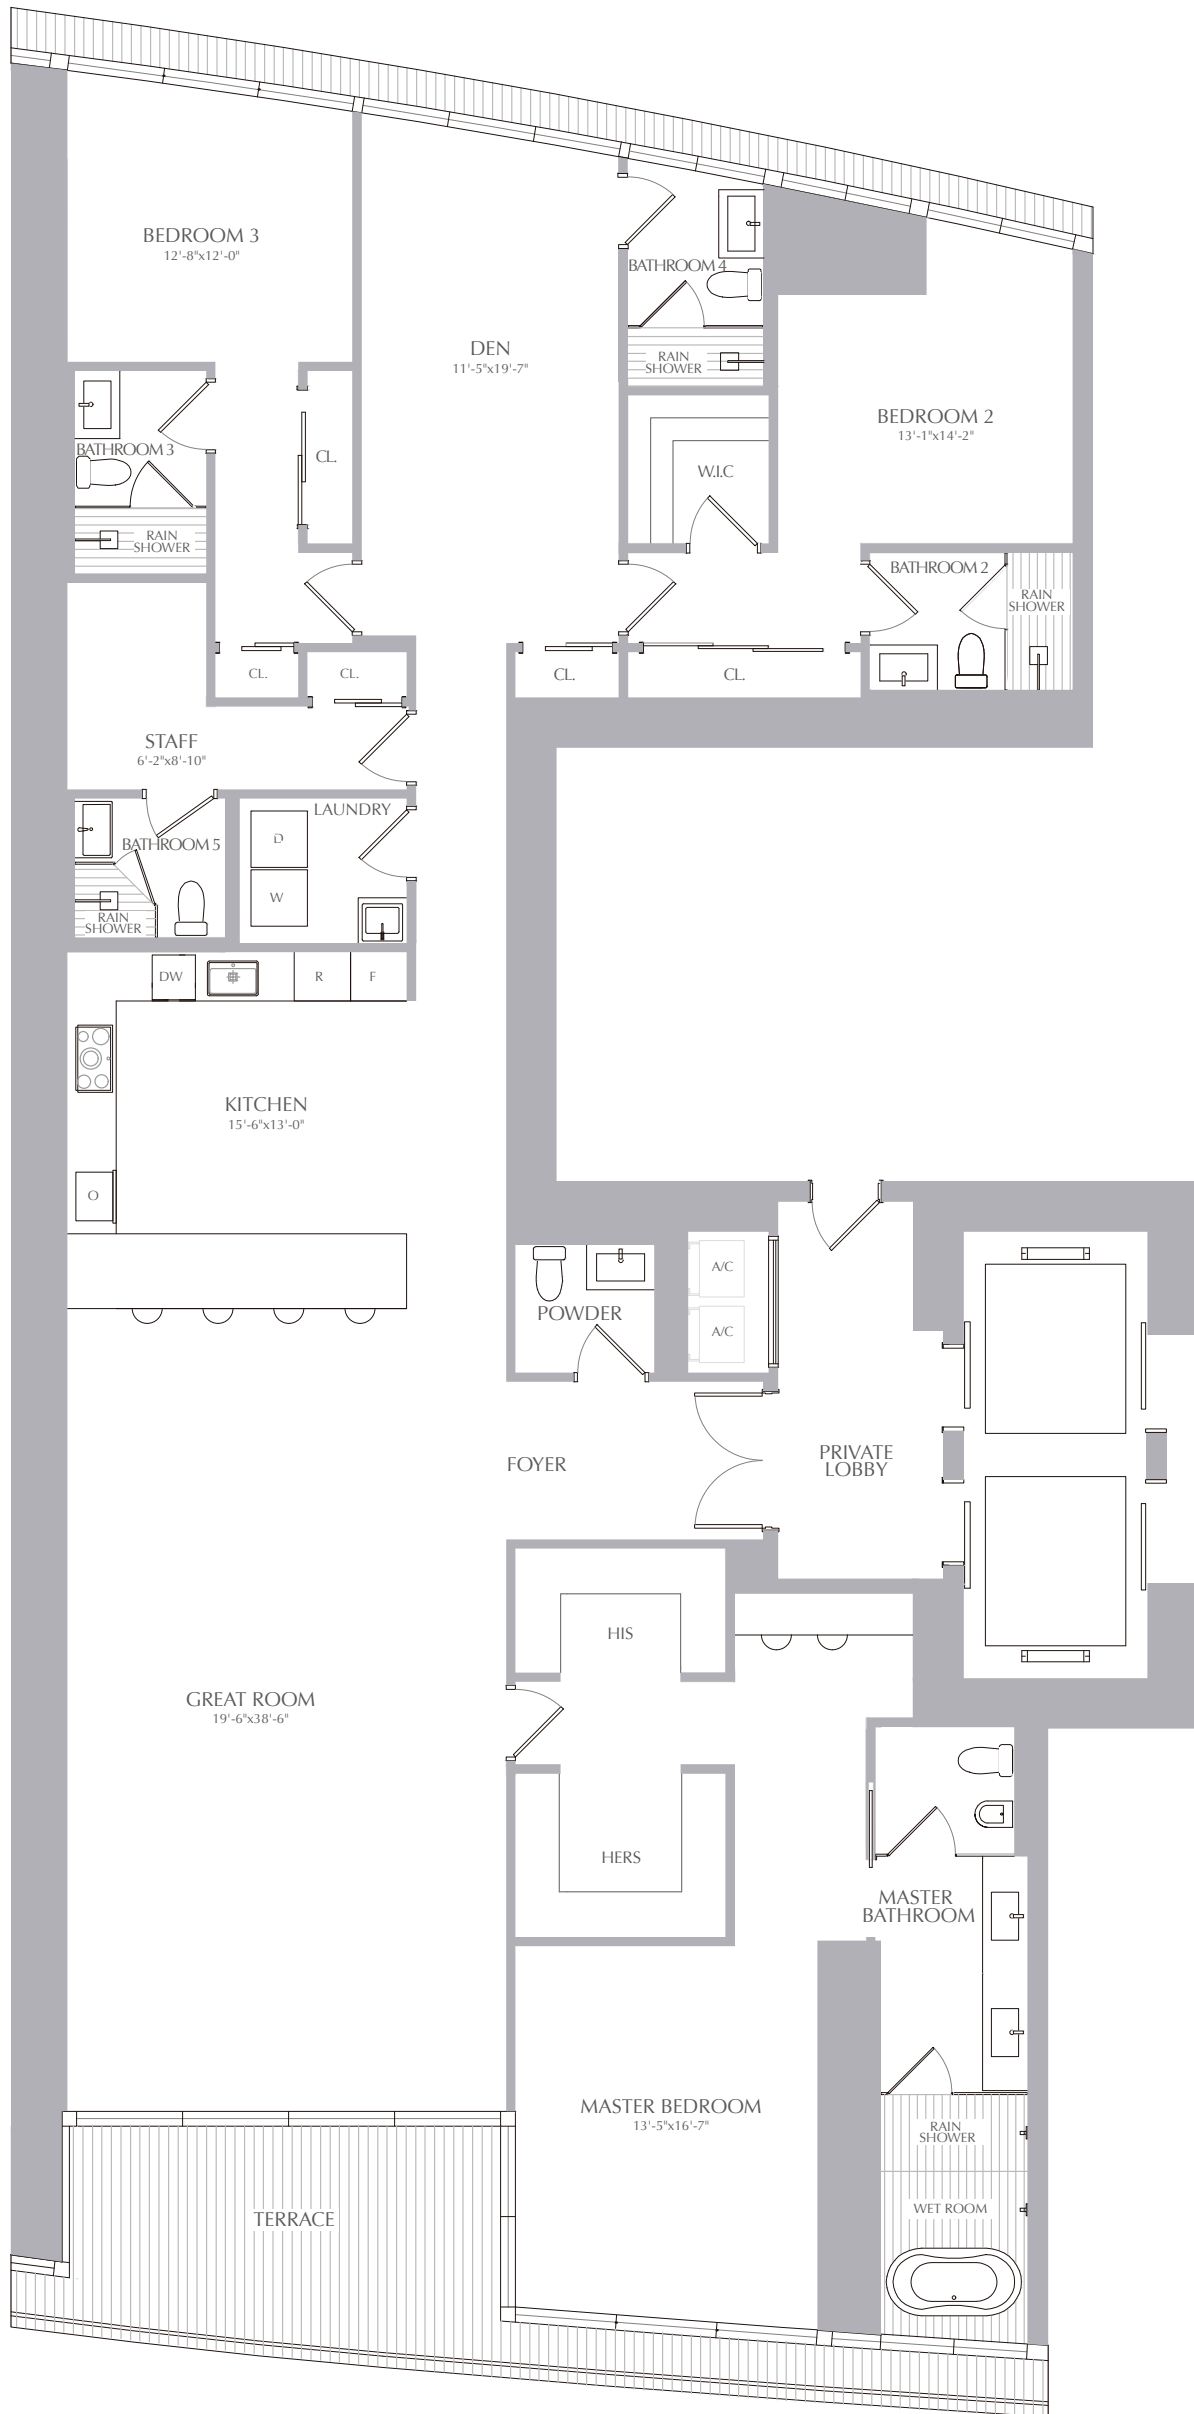 BEDROOM 3
12'-8"x12'-0"
BATHROOM 4
DEN
11'-5"x19'-7"
RAIN
SHOWER
BEDROOM 2
13'-1"x14'-2"
BATHROOM 3
CL.
W.I.C
RAIN
SHOWER
BATHROOM 2
RAIN
SHOWER
CL.
CL.
CL.
CL.
STAFF
6'-2"x8'-10"
LAUNDRY
D
BATHROOM 5
W
RAIN
SHOWER
DW
R
F
KITCHEN
15'-6"x13'-0"
O
A/C
POWDER
A/C
FOYER
PRIVATE
LOBBY
HIS
GREAT ROOM
19'-6"x38'-6"
HERS
MASTER
BATHROOM
MASTER BEDROOM
13'-5"x16'-7"
RAIN
SHOWER
WET ROOM
TERRACE